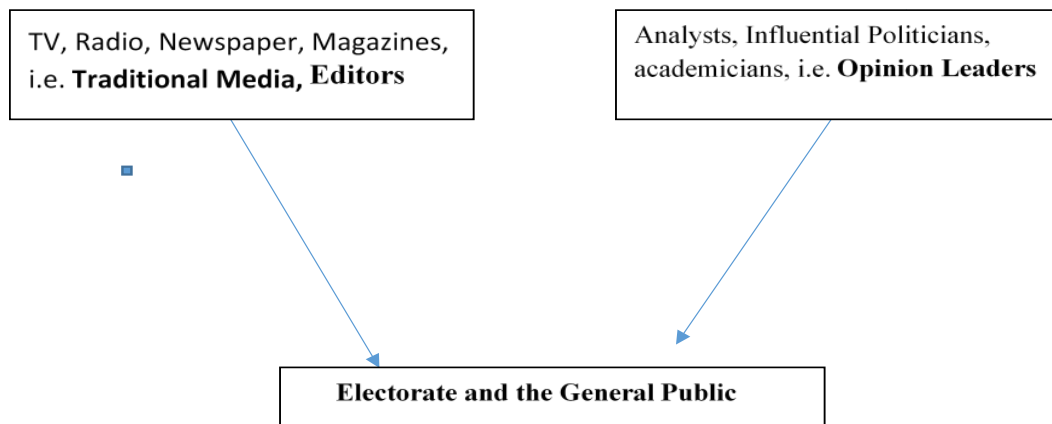 TV, Radio, Newspaper, Magazines,
i.e. Traditional Media, Editors
Analysts, Influential Politicians,
academicians, i.e. Opinion Leaders
Electorate and the General Public